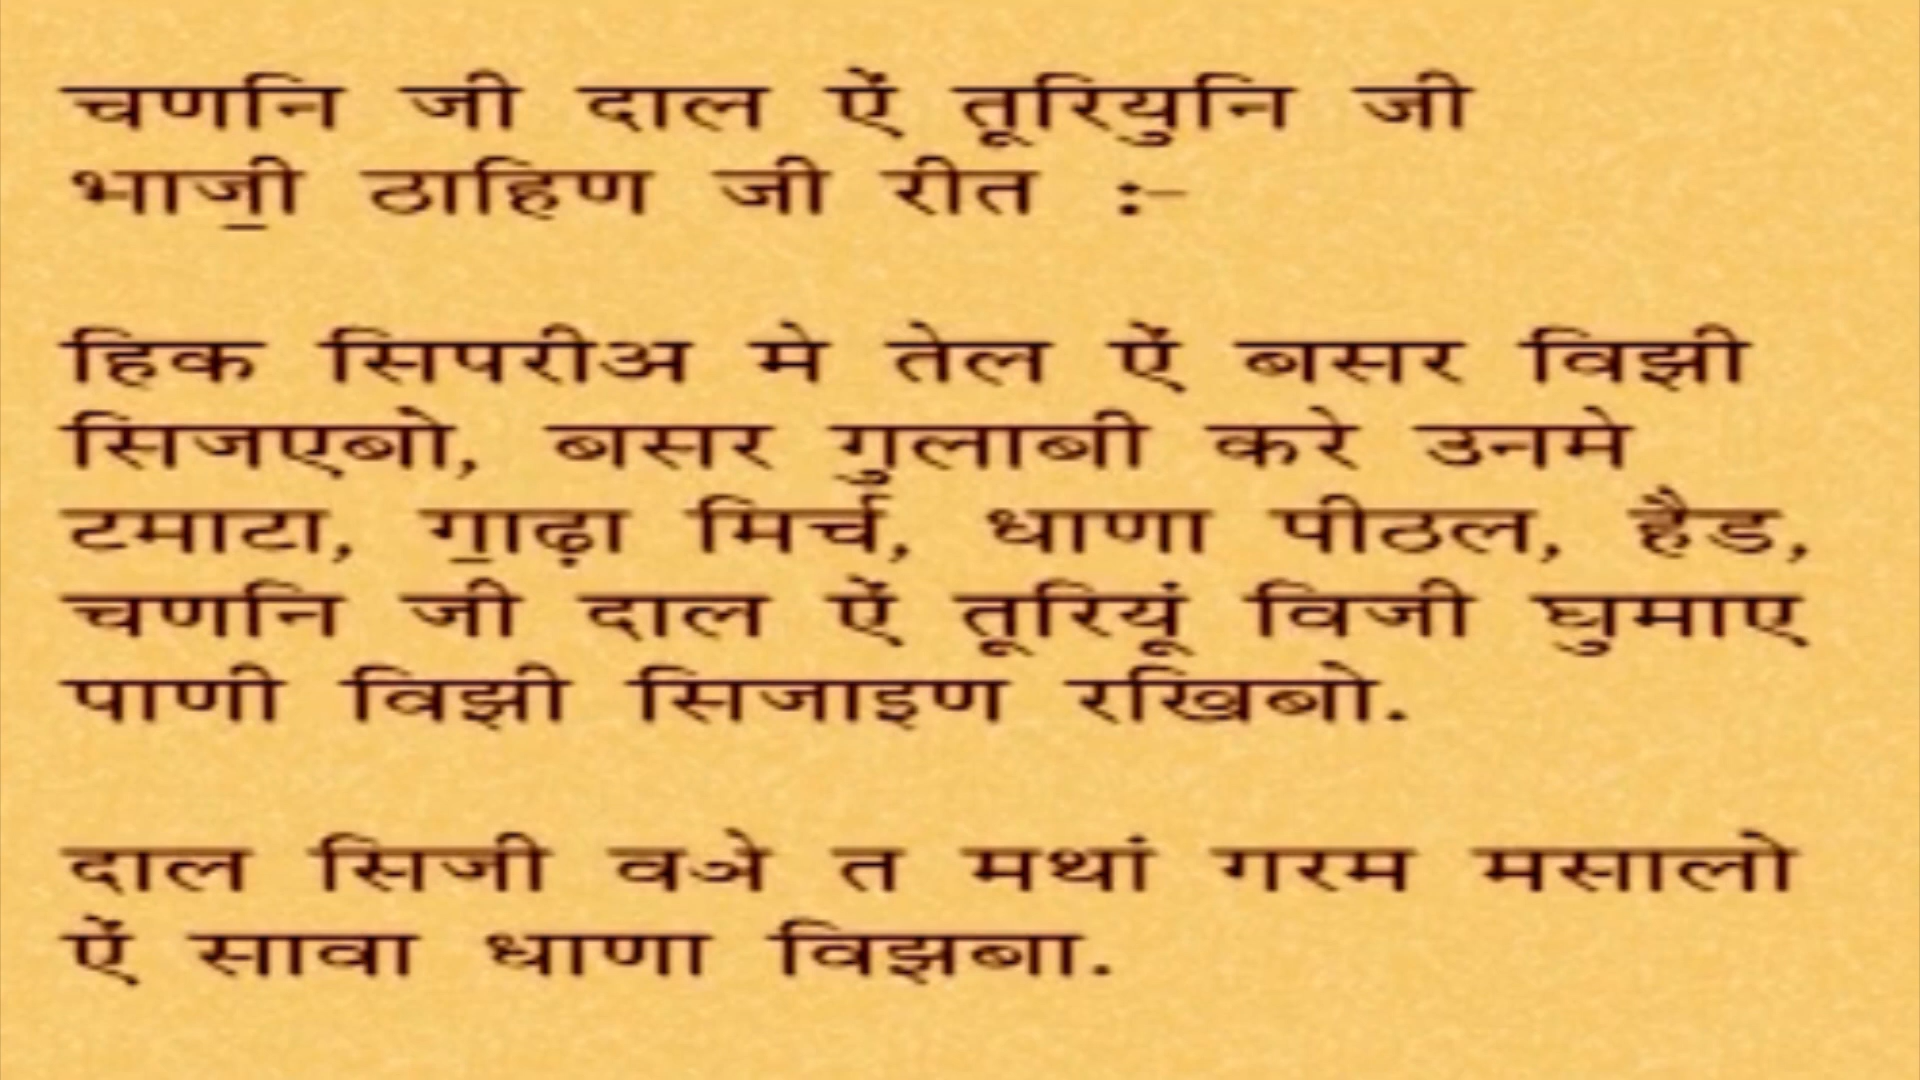 चणनि जी दाल ऐं तूरियुनि जी
भाज॒ी ठाहिण जी रीत :-
हिक सिपरीअ मे तेल ऐं बसर विझी
सिजएबो, बसर गुलाबी करे उनमे
टमाटा, ग॒ाढ़ा मिर्च, धाणा पीठल, हैड,
चणनि जी दाल ऐं तूरियूं विजी घुमाए
पाणी विझी सिजाइण रखिबो.
दाल सिजी वञे त मथां गरम मसालो
ऐं सावा धाणा विझबा.